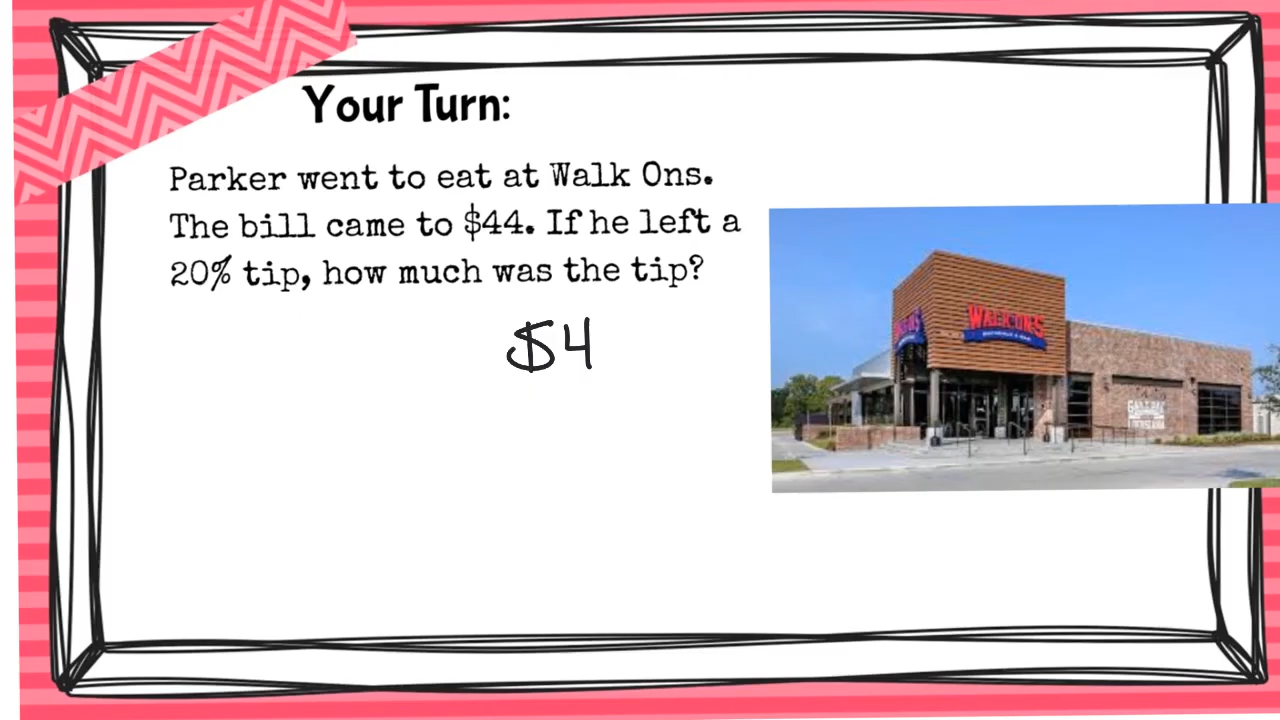 Your Turn:
Parker went to eat at Walk Ons.
The bill came to $44. If he left a
20% tip, how much was the tip?
$4
WALK-ON'S